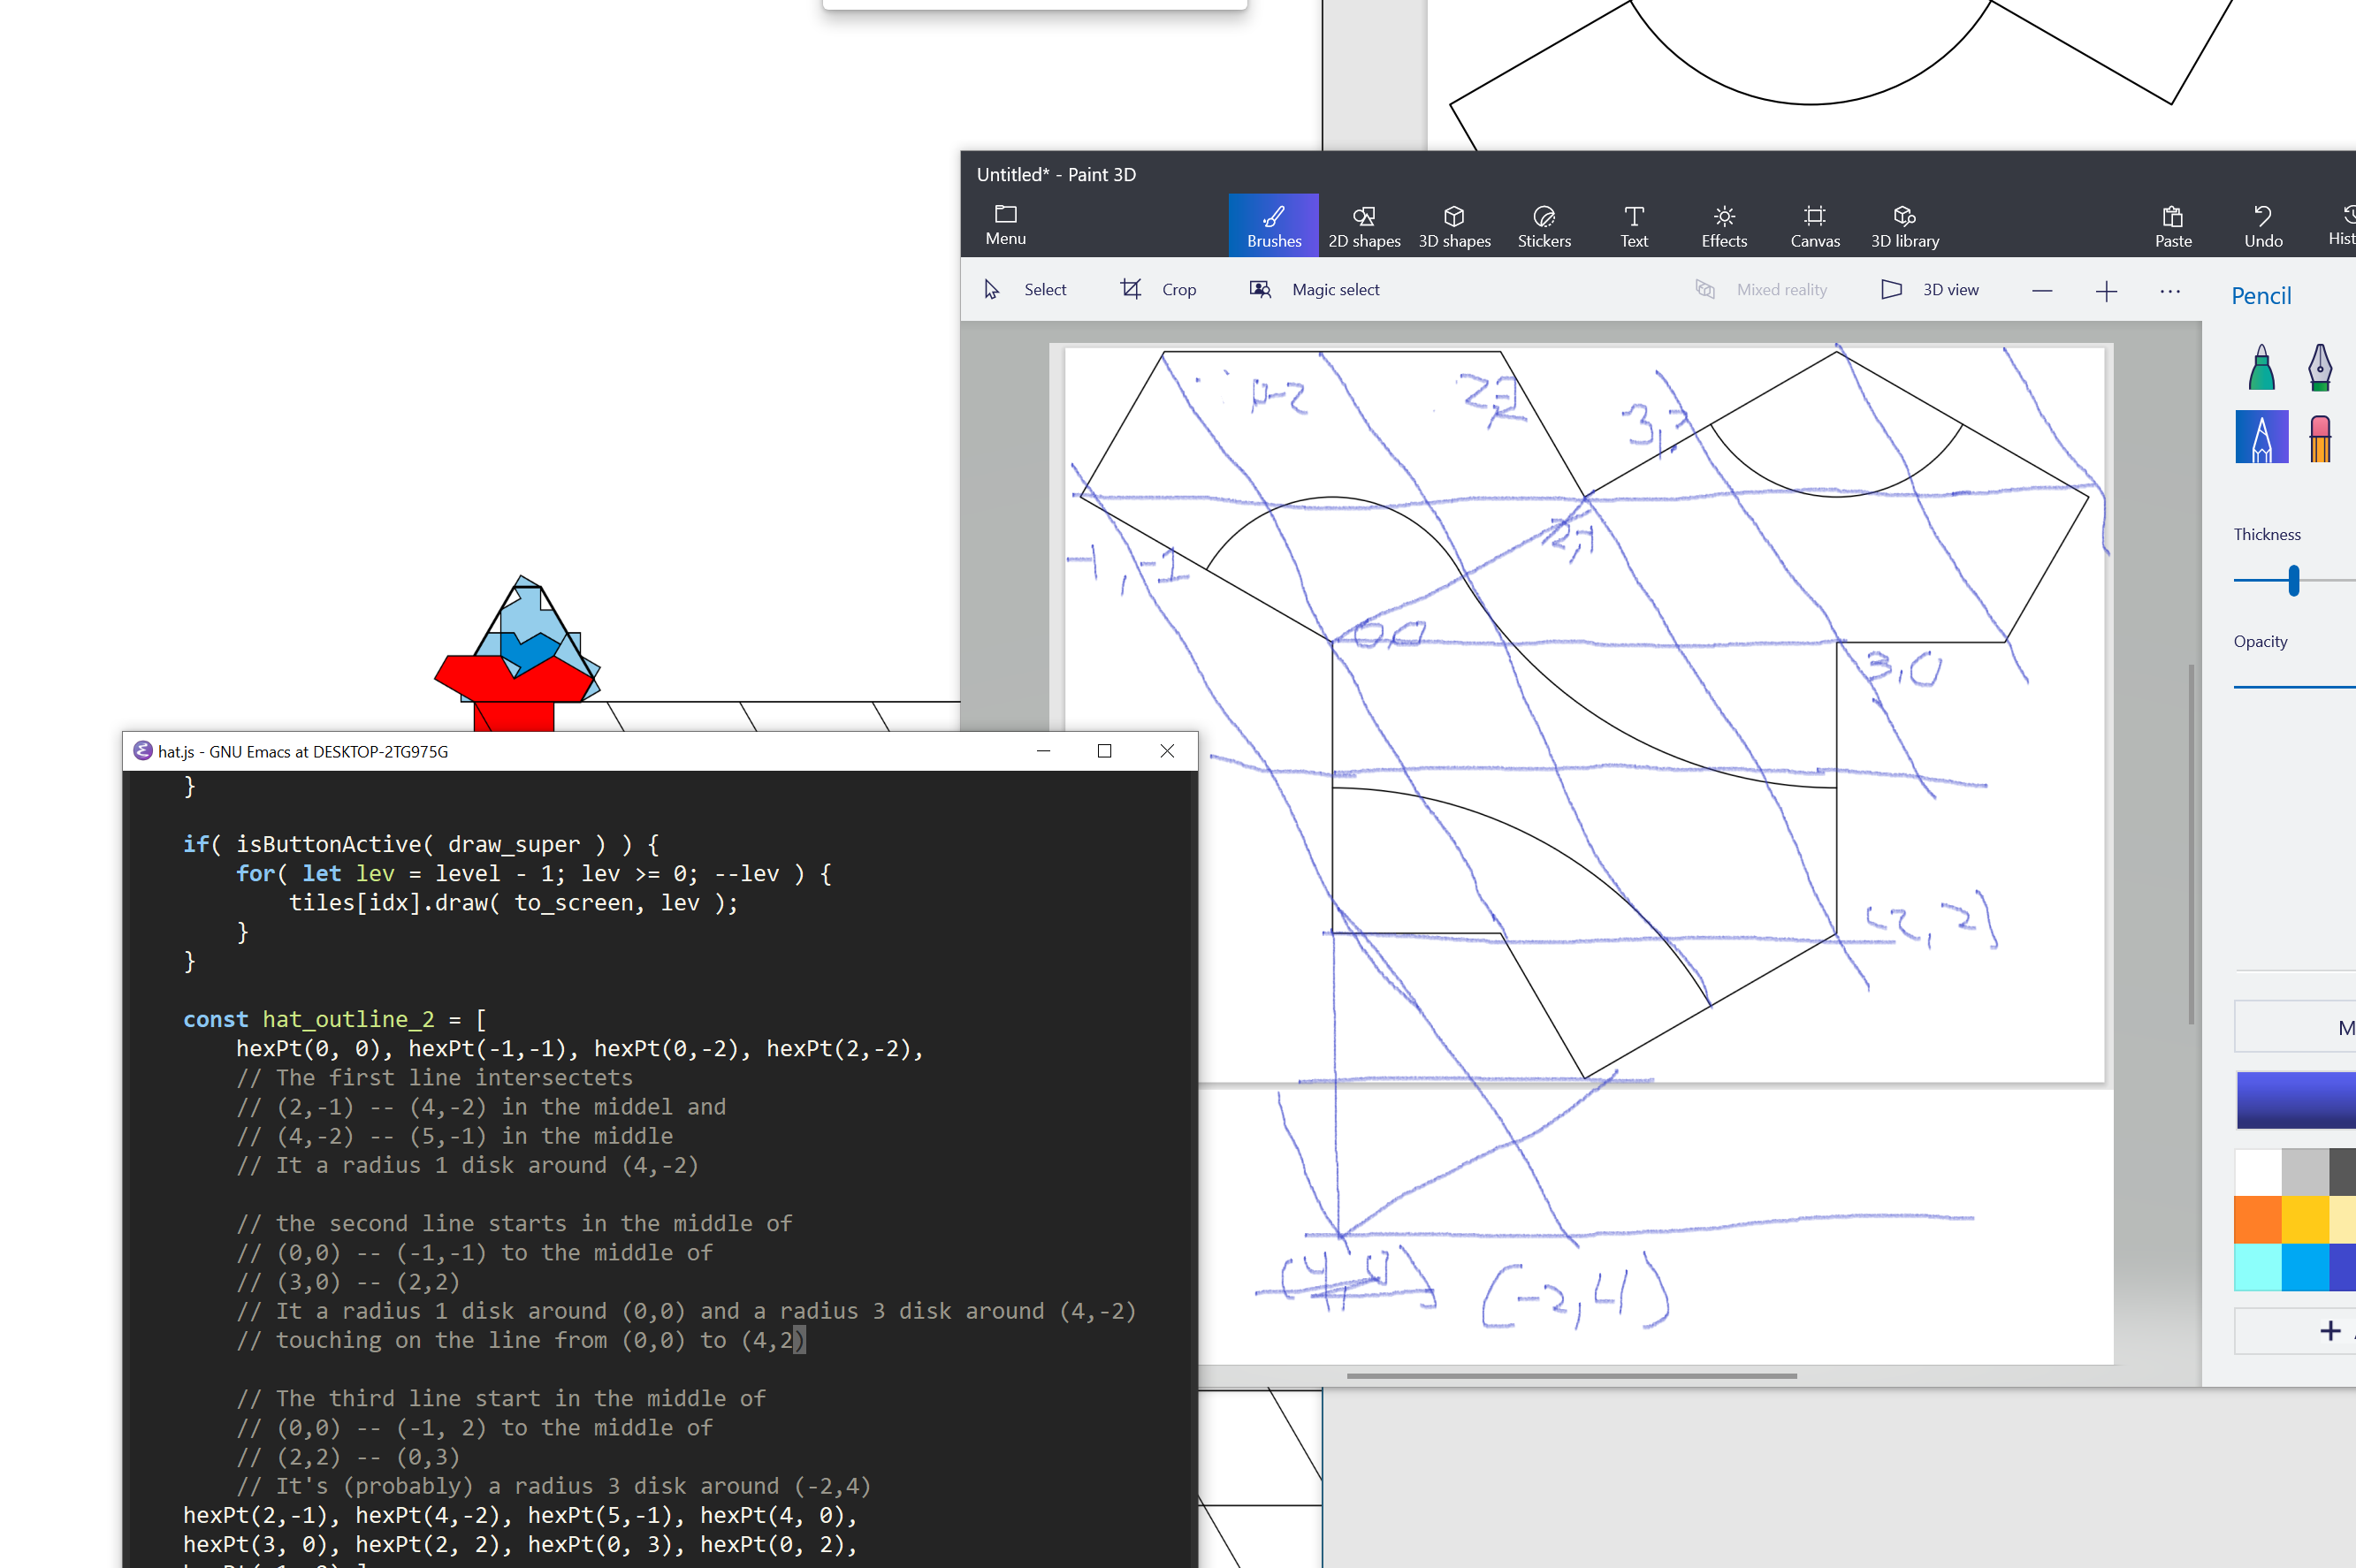 Untitled* - Paint 3D
Menu
Brushes
2D shapes
3D shapes
Stickers
Text
Effects
Canvas
3D library
Paste
Undo
Select
Crop
Magic select
Mixed reality
3D view
Pencil
Thickness
Opacity
-2
2,-2
3,
-1,-1
2,-1
0,0
3,0
(2,2)
(-2,4)
hat.js - GNU Emacs at DESKTOP-2TG975G
}
if( isButtonActive( draw_super ) ) {
for( let lev = level - 1; lev >= 0; --lev ) {
tiles[idx].draw( to_screen, lev );
}
}
const hat_outline_2 = [
hexPt(0, 0), hexPt(-1,-1), hexPt(0,-2), hexPt(2,-2),
// The first line intersectets
// (2,-1) -- (4,-2) in the middel and
// (4,-2) -- (5,-1) in the middle
// It a radius 1 disk around (4,-2)
// the second line starts in the middle of
// (0,0) -- (-1,-1) to the middle of
// (3,0) -- (2,2)
// It a radius 1 disk around (0,0) and a radius 3 disk around (4,-2)
// touching on the line from (0,0) to (4,2)
// The third line start in the middle of
// (0,0) -- (-1, 2) to the middle of
// (2,2) -- (0,3)
// It's (probably) a radius 3 disk around (-2,4)
hexPt(2,-1), hexPt(4,-2), hexPt(5,-1), hexPt(4, 0),
hexPt(3, 0), hexPt(2, 2), hexPt(0, 3), hexPt(0, 2),